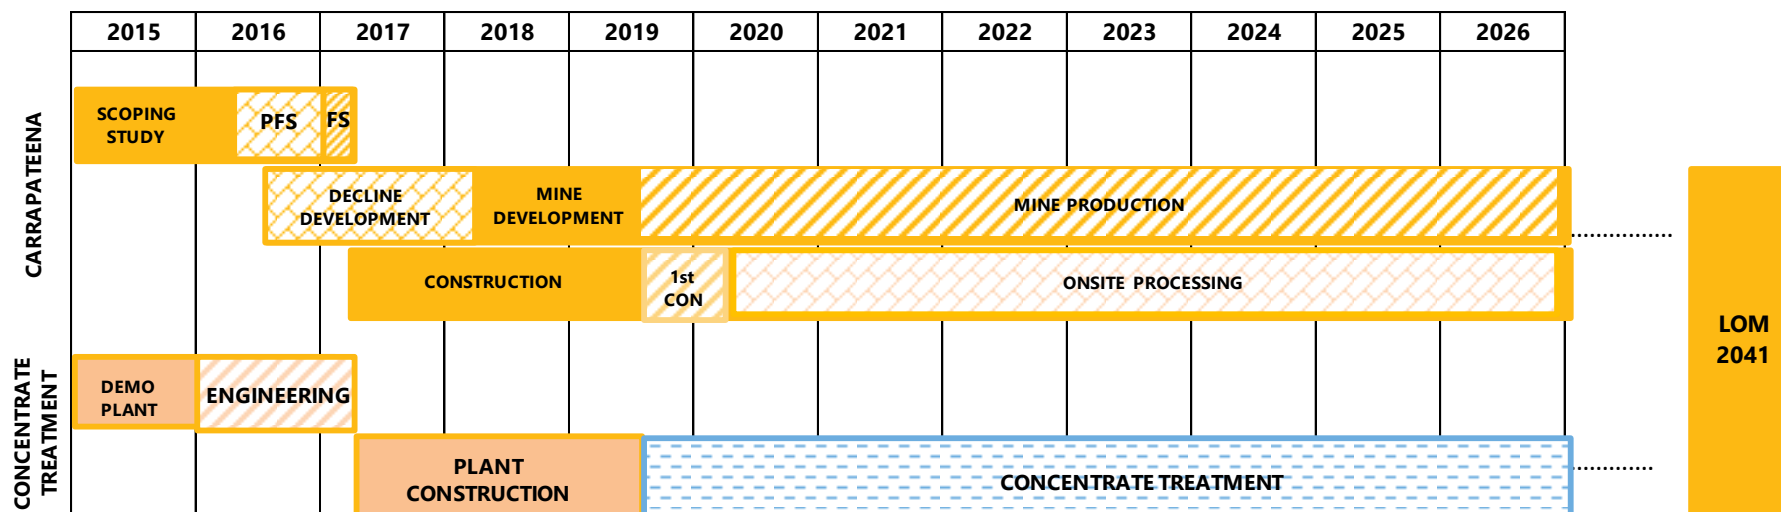 2015 2016 2017 2018 2019 2020 2021 2022 2023 2024 2025 2026
CARRAPATEENA
SCOPING
STUDY
PFS
FS
DECLINE
DEVELOPMENT
MINE
DEVELOPMENT
MINE PRODUCTION
................
CONSTRUCTION
1st
CON
ONSITE PROCESSING
LOM
2041
CONCENTRATE
TREATMENT
DEMO
PLANT
ENGINEERING
PLANT
CONSTRUCTION
CONCENTRATE TREATMENT
.............